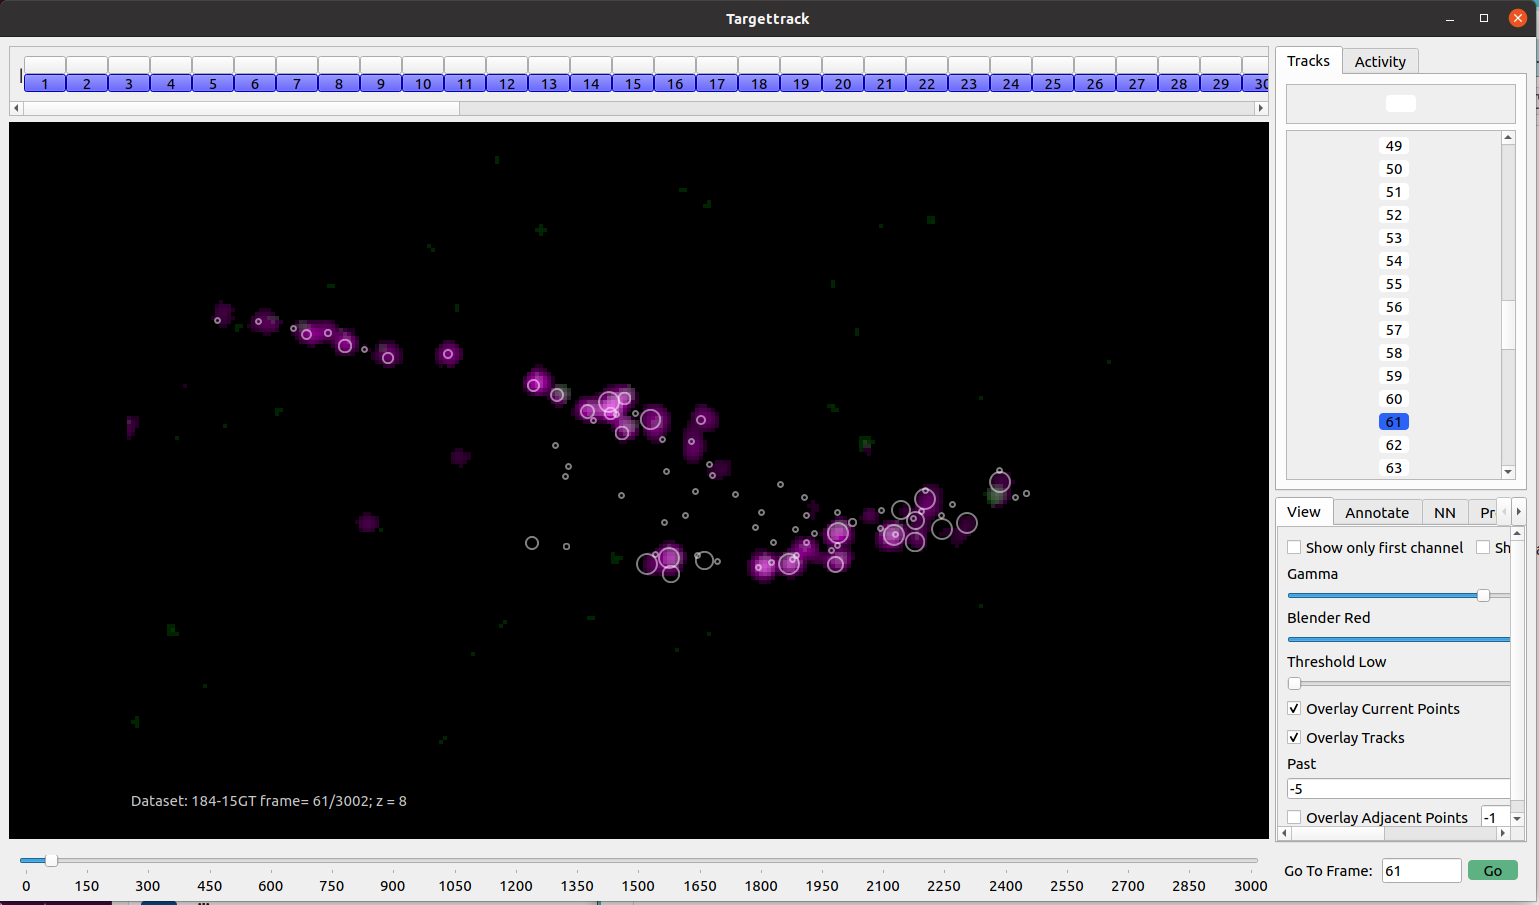 Targettrack
1 2 3 4 5 6 7 8 9 10 11 12 13 14 15 16 17 18 19 20 21 22 23 24 25 26 27 28 29 30
Tracks Activity
49
50
51
52
53
54
55
56
57
58
59
60
61
62
63
View Annotate NN Pr
Show only first channel Sh
Gamma
Blender Red
Threshold Low
Overlay Current Points
Overlay Tracks
Past
-5
Overlay Adjacent Points -1
Dataset: 184-15GT frame= 61/3002; z = 8
0 150 300 450 600 750 900 1050 1200 1350 1500 1650 1800 1950 2100 2250 2400 2550 2700 2850 3000
Go To Frame: 61 Go